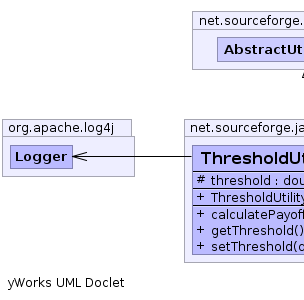 net.sourceforge.
AbstractUt
org.apache.log4j
net.sourceforge.ja
Logger
ThresholdUt
# threshold : dou
+ ThresholdUtility
+ calculatePayoff
+ getThreshold()
+ setThreshold(d
yWorks UML Doclet